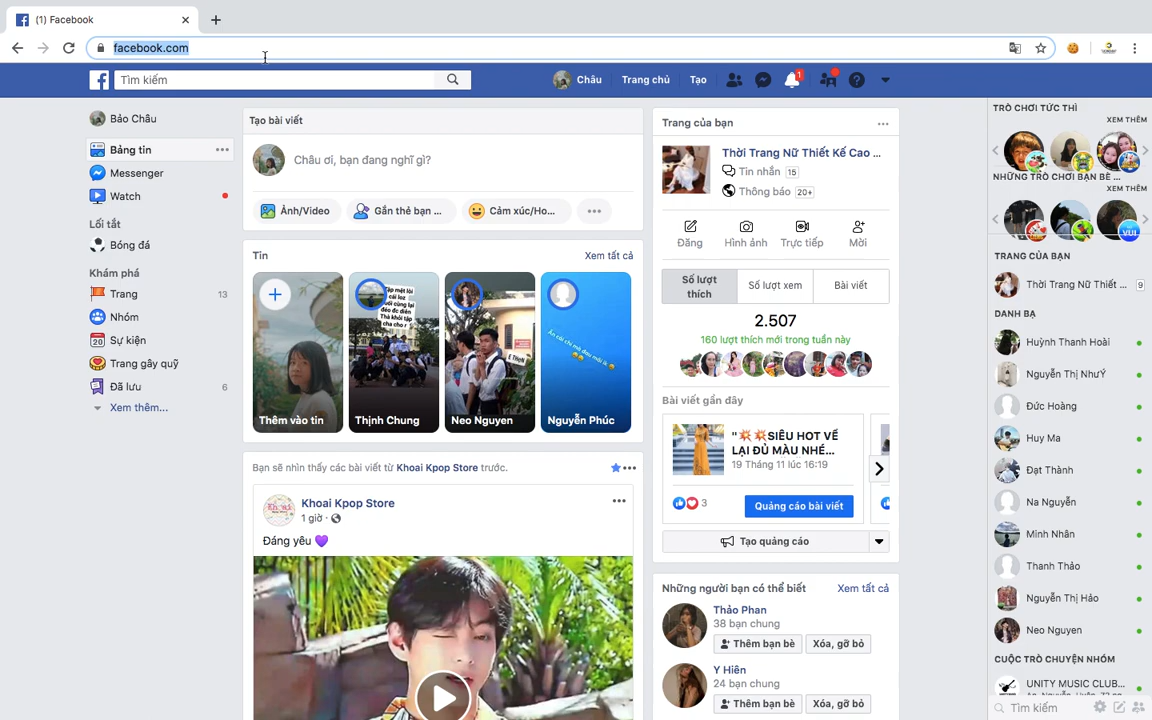 (1) Facebook
facebook.com
Tìm kiếm
Châu
Trang chủ
Tạo
1
Bảo Châu
Bảng tin
Messenger
Watch
Lối tắt
Bóng đá
Khám phá
Trang 13
Nhóm
Sự kiện
Trang gây quỹ
Đã lưu 6
Xem thêm...
Tạo bài viết
Châu ơi, bạn đang nghĩ gì?
Ảnh/Video
Gắn thẻ bạn ...
Cảm xúc/Ho...
Tin
Xem tất cả
Thêm vào tin
Thịnh Chung
Neo Nguyen
Nguyễn Phúc
Bạn sẽ nhìn thấy các bài viết từ Khoai Kpop Store trước.
Khoai Kpop Store
1 giờ
Đáng yêu 💜
Trang của bạn
Thời Trang Nữ Thiết Kế Cao ...
Tin nhắn 15
Thông báo 20+
Đăng
Hình ảnh
Trực tiếp
Mời
Số lượt thích
Số lượt xem
Bài viết
2.507
160 lượt thích mới trong tuần này
Bài viết gần đây
"💥💥SIÊU HOT VỀ
LẠI ĐỦ MÀU NHÉ...
19 Tháng 11 lúc 16:19
3
Quảng cáo bài viết
Tạo quảng cáo
Những người bạn có thể biết
Xem tất cả
Thảo Phan
38 bạn chung
Thêm bạn bè
Xóa, gỡ bỏ
Y Hiên
24 bạn chung
Thêm bạn bè
Xóa, gỡ bỏ
TRÒ CHƠI TỨC THÌ
XEM THÊM
NHỮNG TRÒ CHƠI BẠN BÈ ...
XEM THÊM
VUI
TRANG CỦA BẠN
Thời Trang Nữ Thiết ... 9
DANH BẠ
Huỳnh Thanh Hoài
Nguyễn Thị NhưÝ
Đức Hoàng
Huy Ma
Đạt Thành
Na Nguyễn
Minh Nhân
Thanh Thảo
Nguyễn Thị Hảo
Neo Nguyen
CUỘC TRÒ CHUYỆN NHÓM
UNITY MUSIC CLUB...
Tìm kiếm